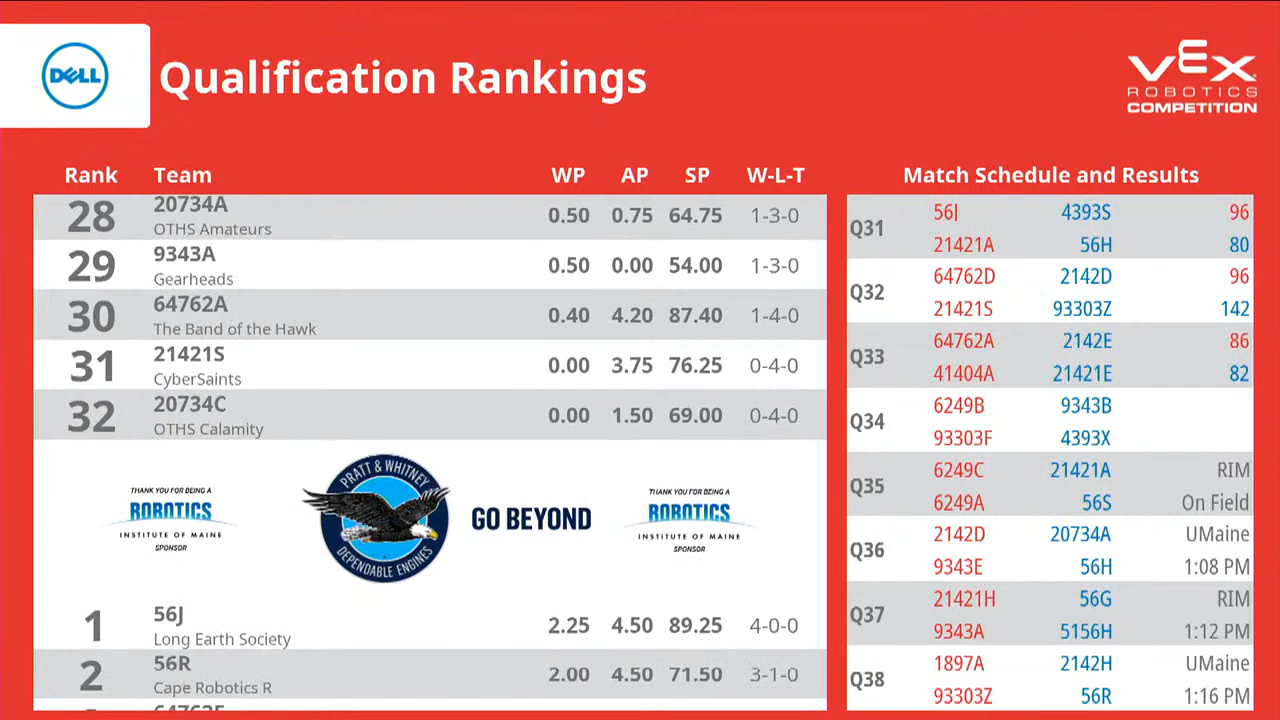 DELL
Qualification Rankings
VEX
ROBOTICS
COMPETITION
Rank Team WP AP SP W-L-T
28 20734A 0.50 0.75 64.75 1-3-0
OTHS Amateurs
29 9343A 0.50 0.00 54.00 1-3-0
Gearheads
30 64762A 0.40 4.20 87.40 1-4-0
The Band of the Hawk
31 21421S 0.00 3.75 76.25 0-4-0
CyberSaints
32 20734C 0.00 1.50 69.00 0-4-0
OTHS Calamity
THANK YOU FOR BEING A
ROBOTICS
INSTITUTE OF MAINE
SPONSOR
PRATT & WHITNEY
DEPENDABLE ENGINES
GO BEYOND
THANK YOU FOR BEING A
ROBOTICS
INSTITUTE OF MAINE
SPONSOR
1 56J 2.25 4.50 89.25 4-0-0
Long Earth Society
2 56R 2.00 4.50 71.50 3-1-0
Cape Robotics R
Match Schedule and Results
Q31 56J 4393S 96
21421A 56H 80
Q32 64762D 2142D 96
21421S 93303Z 142
Q33 64762A 2142E 86
41404A 21421E 82
Q34 6249B 9343B
93303F 4393X
Q35 6249C 21421A RIM
6249A 56S On Field
Q36 2142D 20734A UMaine
9343E 56H 1:08 PM
Q37 21421H 56G RIM
9343A 5156H 1:12 PM
Q38 1897A 2142H UMaine
93303Z 56R 1:16 PM